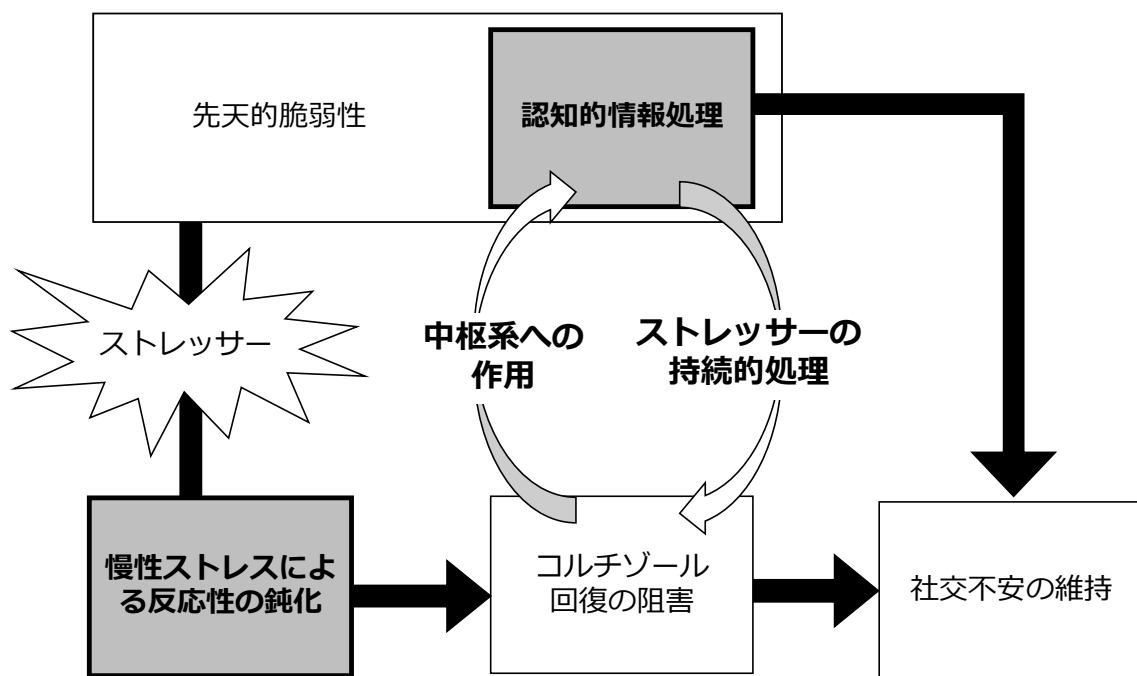 先天的脆弱性
認知的情報処理
ストレッサー
中枢系への
作用
ストレッサーの
持続的処理
慢性ストレスによ
る反応性の鈍化
コルチゾール
回復の阻害
社交不安の維持